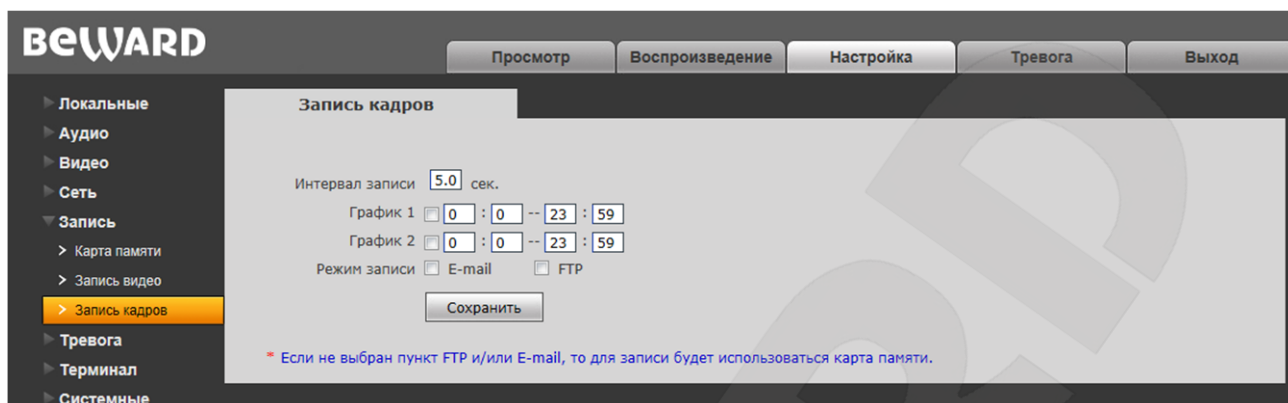 BEWARD
Просмотр Воспроизведение Настройка Тревога Выход
Локальные
Аудио
Видео
Сеть
Запись
Карта памяти
Запись видео
Запись кадров
Тревога
Терминал
Системные
Запись кадров
Интервал записи 5.0 сек.
График 1 0 : 0 -- 23 : 59
График 2 0 : 0 -- 23 : 59
Режим записи E-mail FTP
Сохранить
* Если не выбран пункт FTP и/или E-mail, то для записи будет использоваться карта памяти.